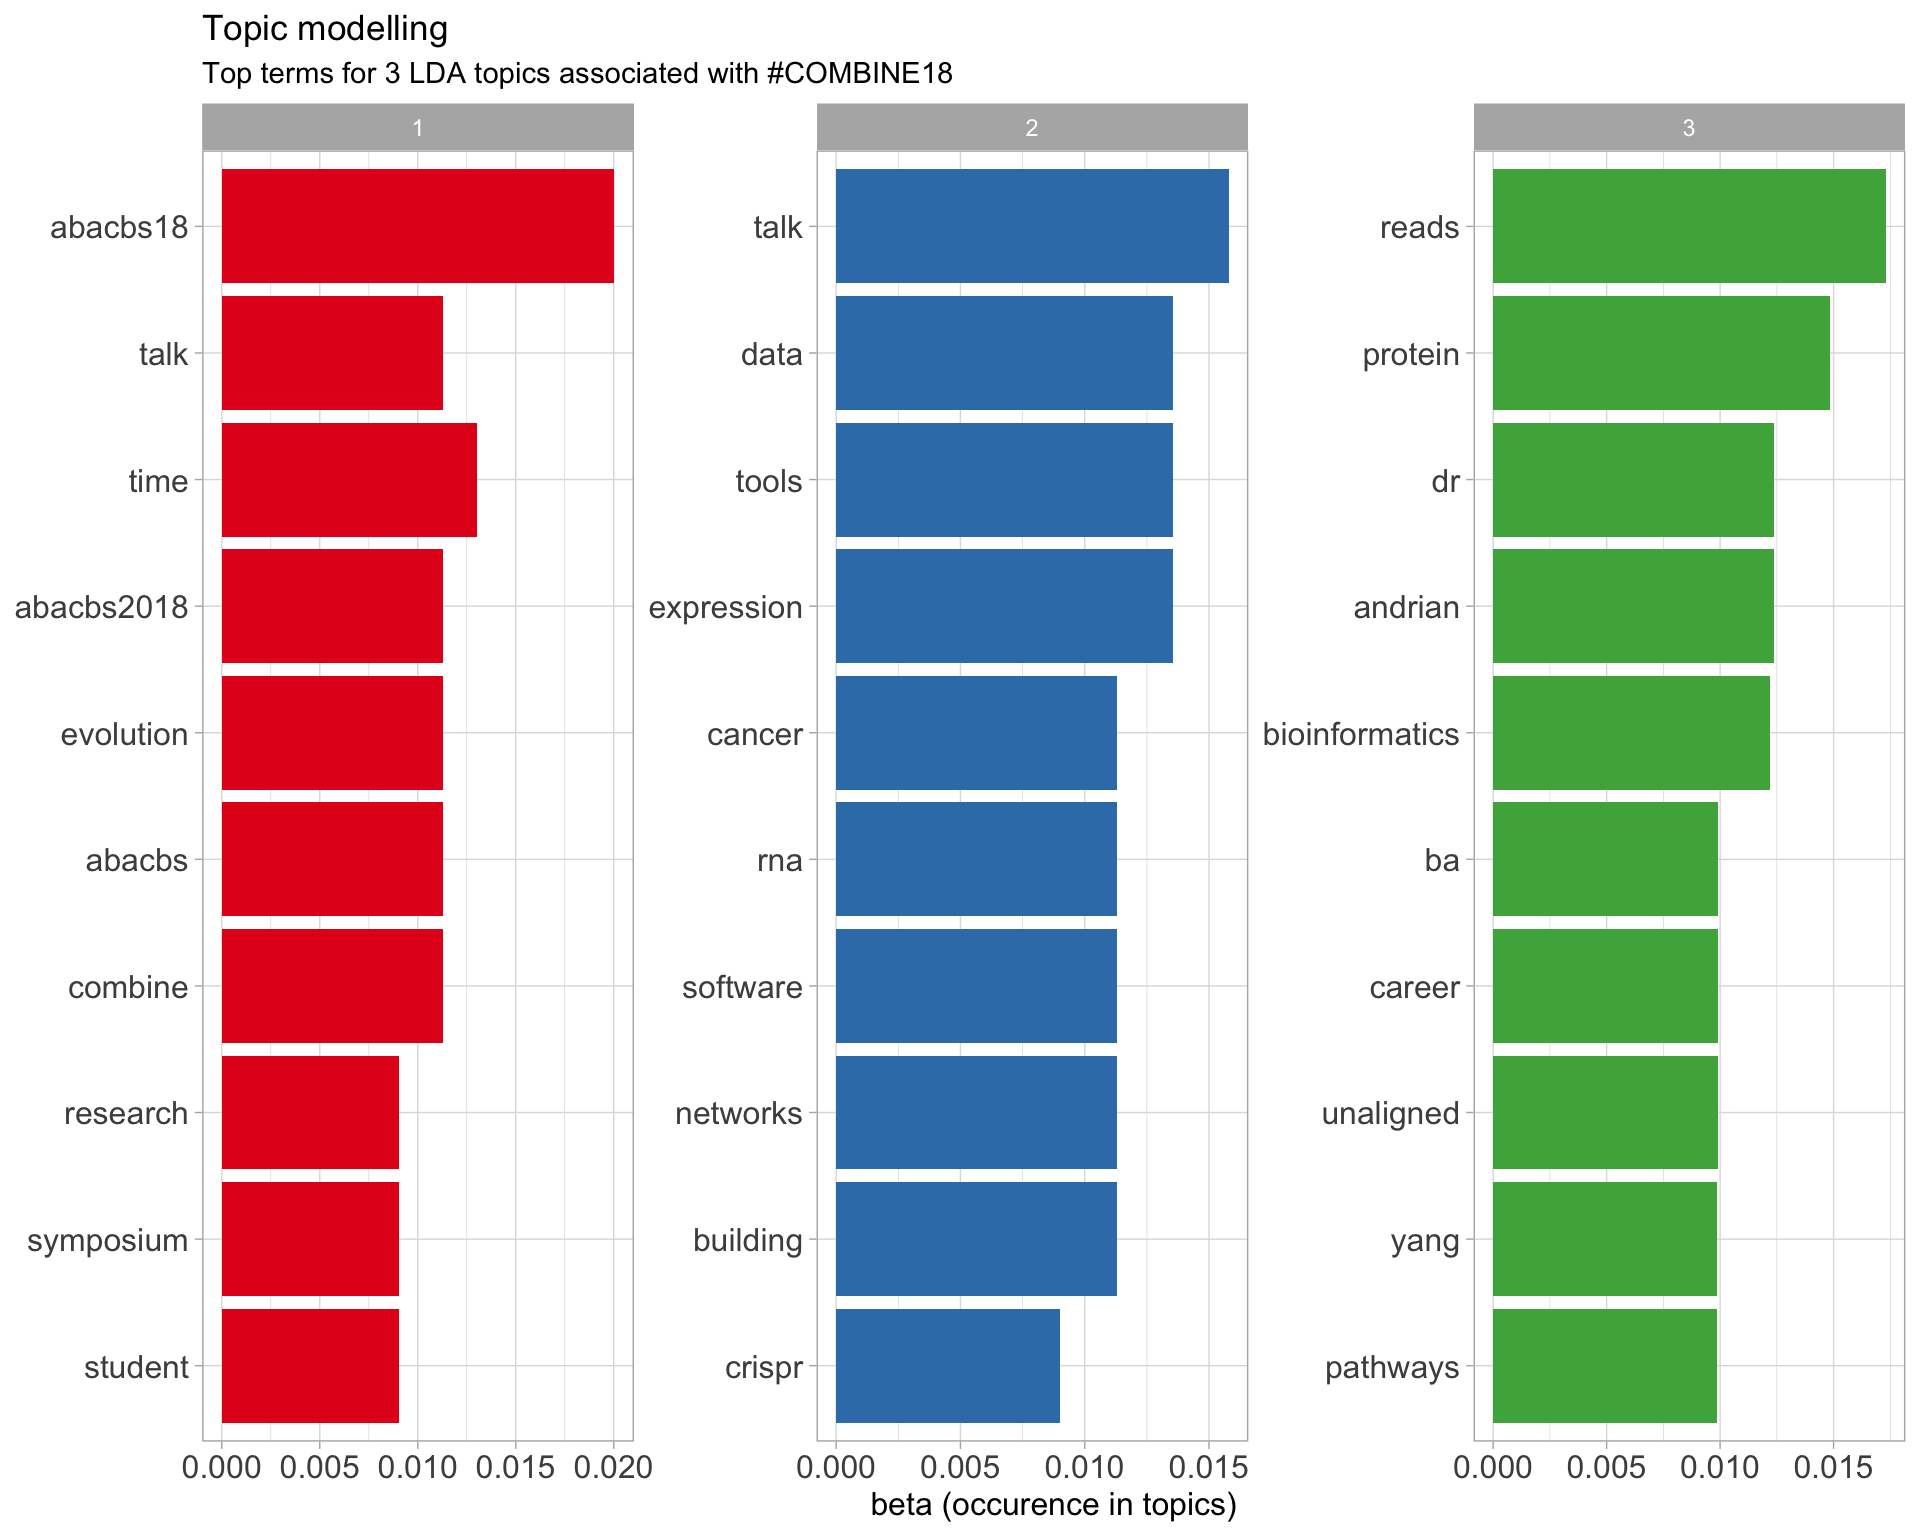 Topic modelling
Top terms for 3 LDA topics associated with #COMBINE18
1
abacbs18
talk
time
abacbs2018
evolution
abacbs
combine
research
symposium
student
0.000 0.005 0.010 0.015 0.020
2
talk
data
tools
expression
cancer
rna
software
networks
building
crispr
0.000 0.005 0.010 0.015
3
reads
protein
dr
andrian
bioinformatics
ba
career
unaligned
yang
pathways
0.000 0.005 0.010 0.015
beta (occurence in topics)